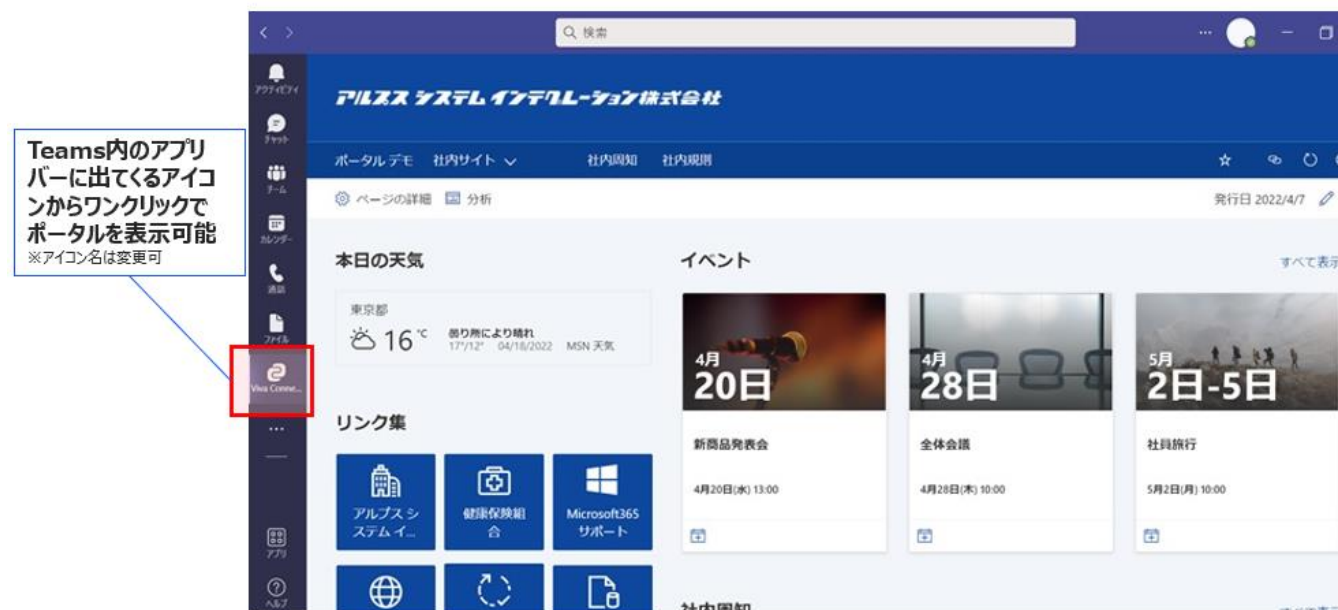 検索
アクティビティ
アルプス システム インテグレーション株式会社
チャット
Teams内のアプリ
バーに出てくるアイコ
ンからワンクリックで
ポータルを表示可能
※アイコン名は変更可
チーム
ポータル デモ 社内サイト 社内周知 社内規則
ページの詳細 分析 発行日 2022/4/7
カレンダー
本日の天気
イベント すべて表示
通話
東京都
16℃ 曇り所により晴れ
17°/12° 04/18/2022 MSN 天気
ファイル
4月
20日
4月
28日
5月
2日-5日
Viva Conne...
リンク集
新商品発表会
4月20日(水) 13:00
全体会議
4月28日(木) 10:00
社員旅行
5月2日(月) 10:00
アルプス シ
ステム イ...
健康保険組
合
Microsoft365
サポート
アプリ
ヘルプ
社内周知